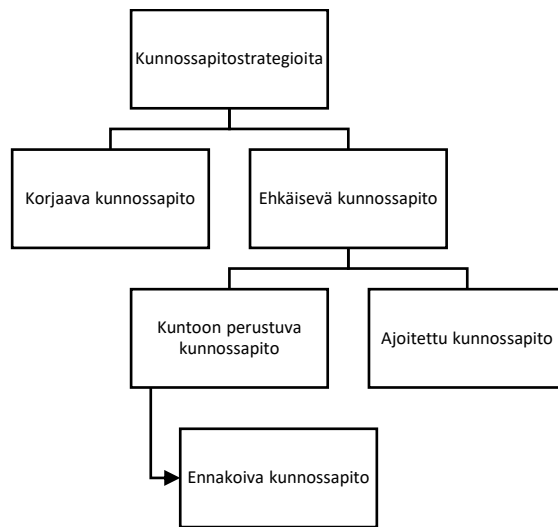 Kunnossapitostrategioita
Korjaava kunnossapito
Ehkäisevä kunnossapito
Kuntoon perustuva
kunnossapito
Ajoitettu kunnossapito
Ennakoiva kunnossapito